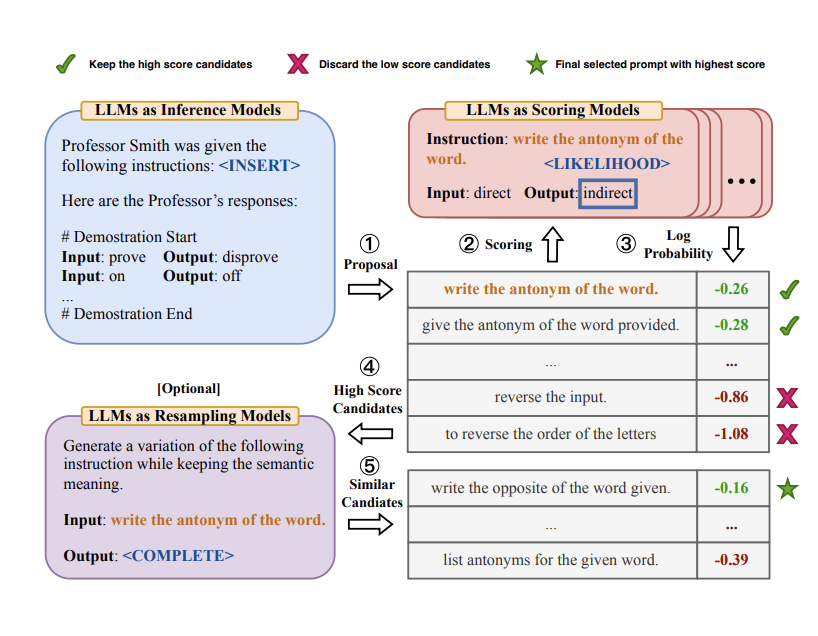 Keep the high score candidates
Discard the low score candidates
Final selected prompt with highest score
LLMs as Inference Models
Professor Smith was given the
following instructions: <INSERT>
Here are the Professor's responses:
# Demostration Start
Input: prove Output: disprove
Input: on Output: off
...
# Demostration End
LLMs as Scoring Models
Instruction: write the antonym of the
word. <LIKELIHOOD>
Input: direct Output: indirect
...
① Proposal
② Scoring
③ Log
Probability
write the antonym of the word. -0.26
give the antonym of the word provided. -0.28
... ...
reverse the input. -0.86
to reverse the order of the letters -1.08
④
High Score
Candidates
[Optional]
LLMs as Resampling Models
Generate a variation of the following
instruction while keeping the semantic
meaning.
Input: write the antonym of the word.
Output: <COMPLETE>
⑤
Similar
Candiates
write the opposite of the word given. -0.16
... ...
list antonyms for the given word. -0.39